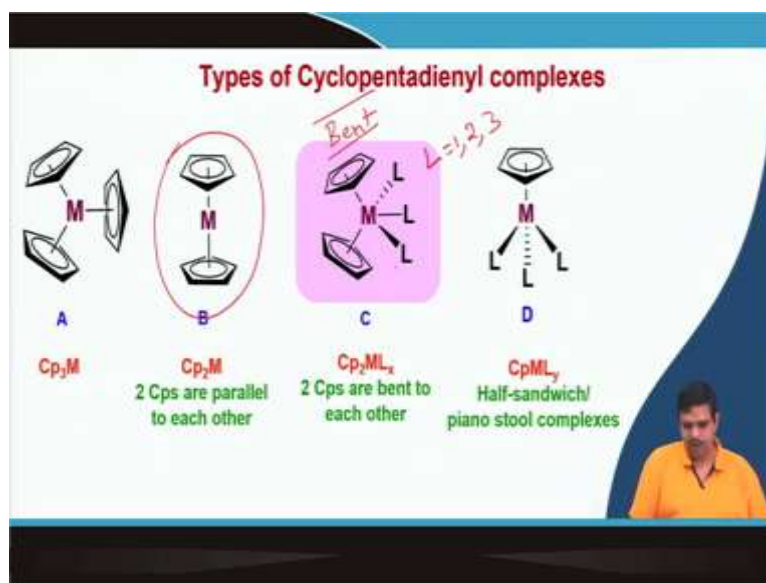 Types of Cyclopentadienyl complexes
Bent
L=1,2,3
M
M
M
L
L
L
M
L
L
L
A
B
C
D
Cp₃M
Cp₂M
2 Cps are parallel
to each other
Cp₂MLₓ
2 Cps are bent to
each other
CpMLᵧ
Half-sandwich/
piano stool complexes